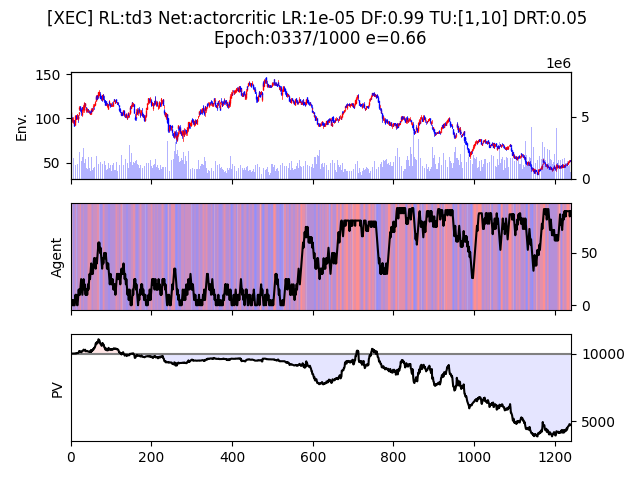 [XEC] RL:td3 Net:actorcritic LR:1e-05 DF:0.99 TU:[1,10] DRT:0.05
Epoch:0337/1000 e=0.66
1e6
150
100
50
Env.
5
0
Agent
50
0
PV
10000
5000
0
200
400
600
800
1000
1200